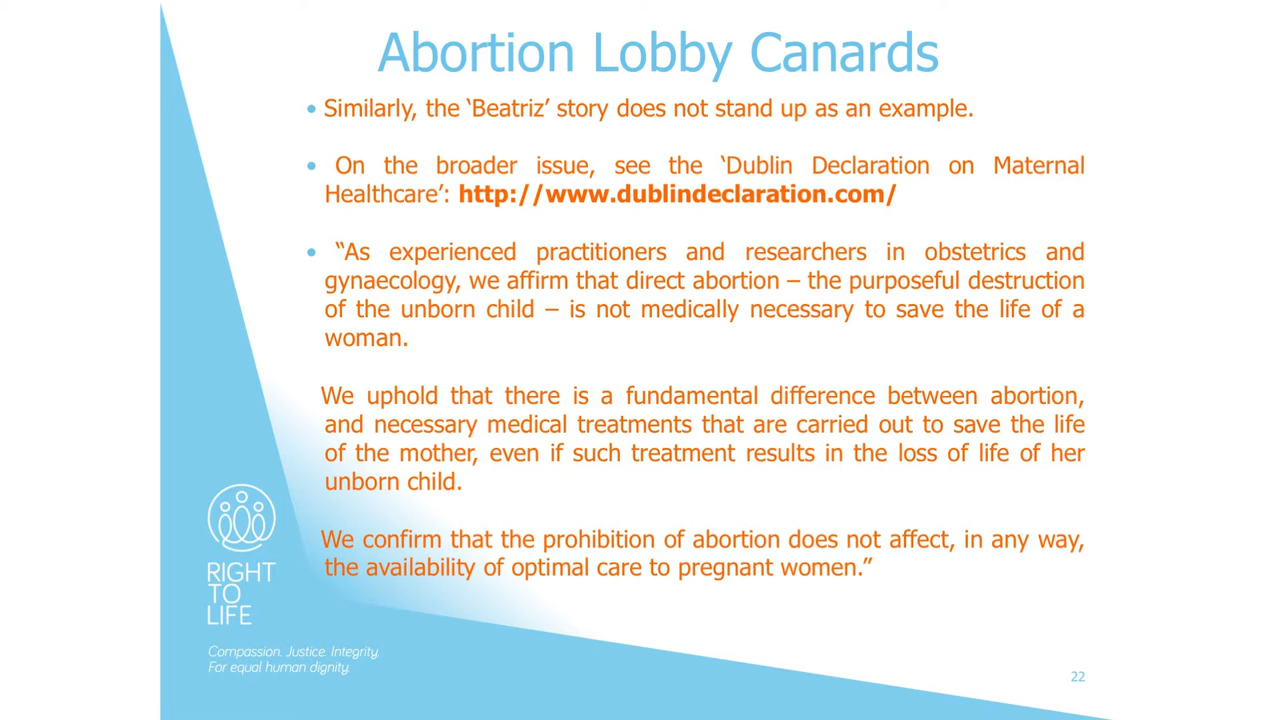 Abortion Lobby Canards
• Similarly, the ‘Beatriz’ story does not stand up as an example.
• On the broader issue, see the ‘Dublin Declaration on Maternal
Healthcare’: http://www.dublindeclaration.com/
• “As experienced practitioners and researchers in obstetrics and
gynaecology, we affirm that direct abortion – the purposeful destruction
of the unborn child – is not medically necessary to save the life of a
woman.
We uphold that there is a fundamental difference between abortion,
and necessary medical treatments that are carried out to save the life
of the mother, even if such treatment results in the loss of life of her
unborn child.
We confirm that the prohibition of abortion does not affect, in any way,
the availability of optimal care to pregnant women.”
RIGHT
TO
LIFE
Compassion. Justice. Integrity.
For equal human dignity.
22